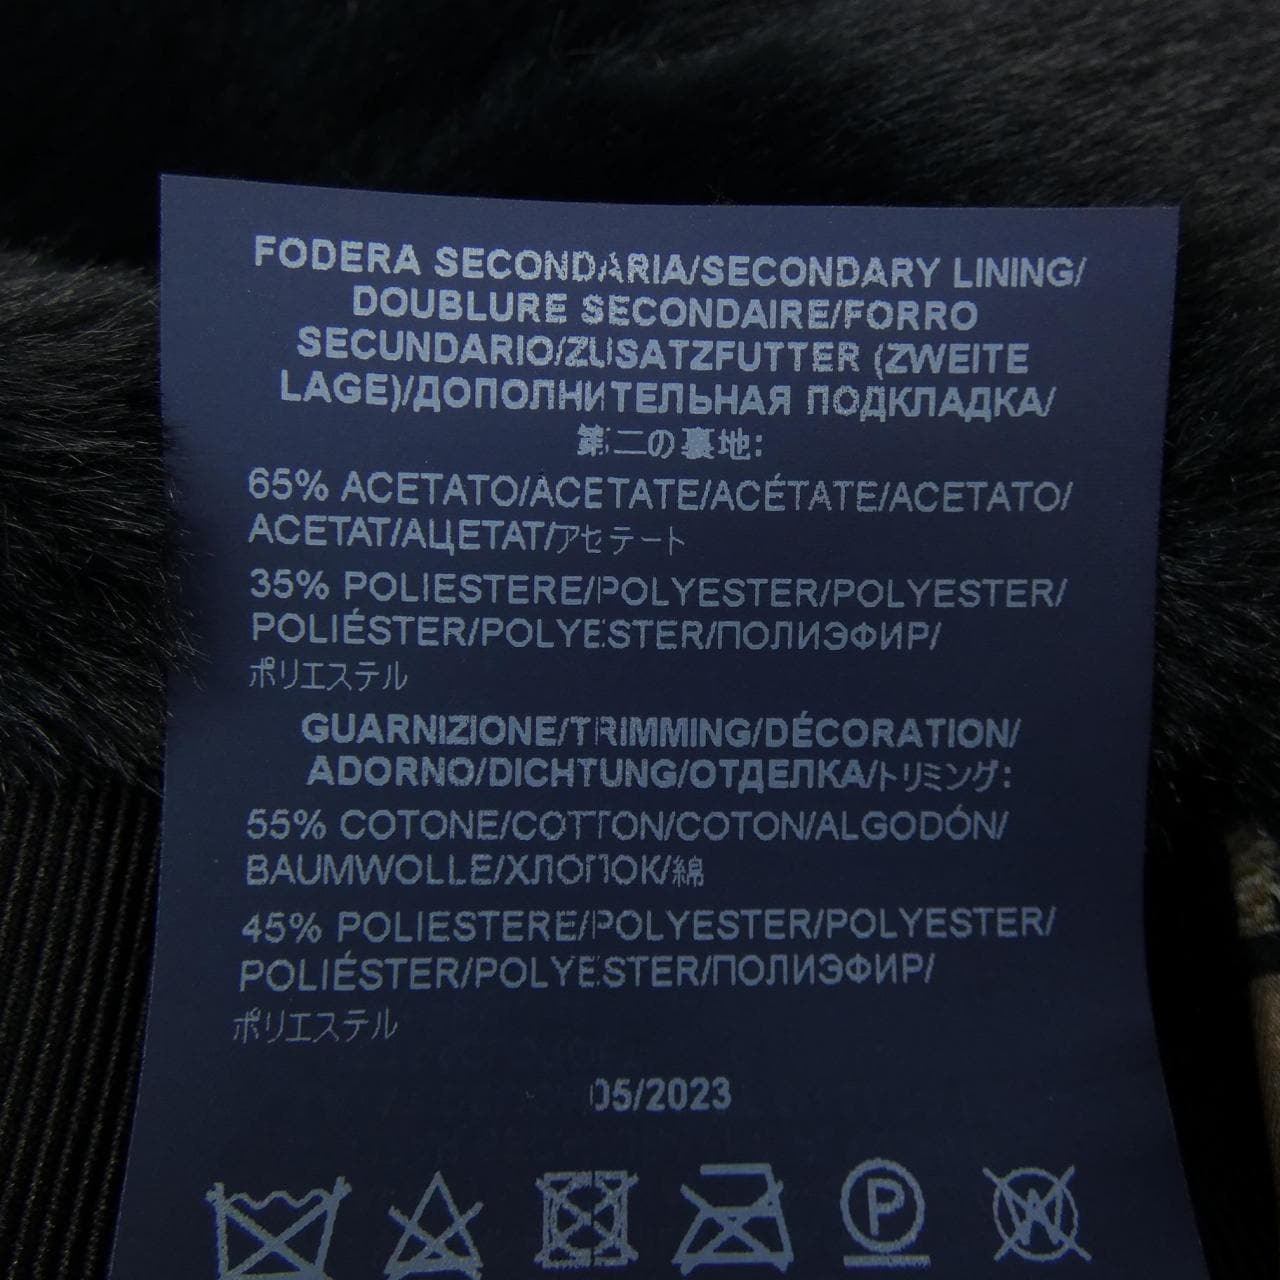 FODERA SECONDARIA/SECONDARY LINING/
DOUBLURE SECONDAIRE/FORRO
SECUNDARIO/ZUSATZFUTTER (ZWEITE
LAGE)/ДОПОЛНИТЕЛЬНАЯ ПОДКЛАДКА/
第二の裏地:
65% ACETATO/ACETATE/ACÉTATE/ACETATO/
ACETAT/АЦЕТАТ/アセテート
35% POLIESTERE/POLYESTER/POLYESTER/
POLIÉSTER/POLYESTER/ПОЛИЭФИР/
ポリエステル
GUARNIZIONE/TRIMMING/DÉCORATION/
ADORNO/DICHTUNG/ОТДЕЛКА/トリミング:
55% COTONE/COTTON/COTON/ALGODÓN/
BAUMWOLLE/ХЛОПОК/綿
45% POLIESTERE/POLYESTER/POLYESTER/
POLIÉSTER/POLYESTER/ПОЛИЭФИР/
ポリエステル
05/2023
P W